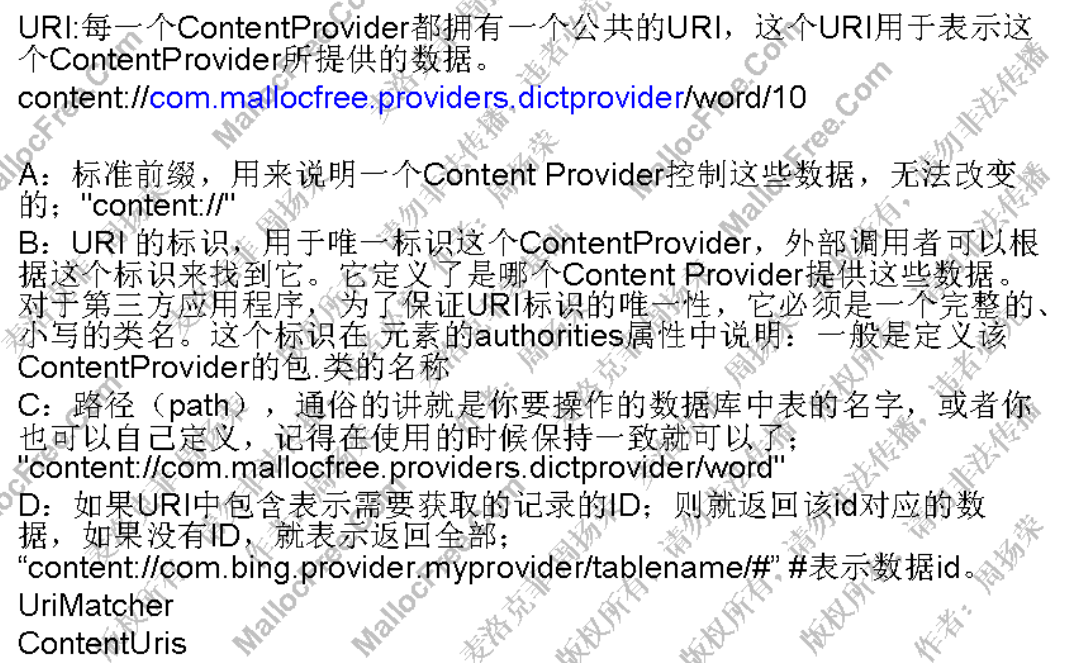 URI:每一个ContentProvider都拥有一个公共的URI，这个URI用于表示这
个ContentProvider所提供的数据。
content://com.mallocfree.providers.dictprovider/word/10
A：标准前缀，用来说明一个Content Provider控制这些数据，无法改变
的；"content://"
B：URI 的标识，用于唯一标识这个ContentProvider，外部调用者可以根
据这个标识来找到它。它定义了是哪个Content Provider提供这些数据。
对于第三方应用程序，为了保证URI标识的唯一性，它必须是一个完整的、
小写的类名。这个标识在 元素的authorities属性中说明：一般是定义该
ContentProvider的包.类的名称
C：路径（path），通俗的讲就是你要操作的数据库中表的名字，或者你
也可以自己定义，记得在使用的时候保持一致就可以了；
"content://com.mallocfree.providers.dictprovider/word"
D：如果URI中包含表示需要获取的记录的ID；则就返回该id对应的数
据，如果没有ID，就表示返回全部；
“content://com.bing.provider.myprovider/tablename/#” #表示数据id。
UriMatcher
ContentUris